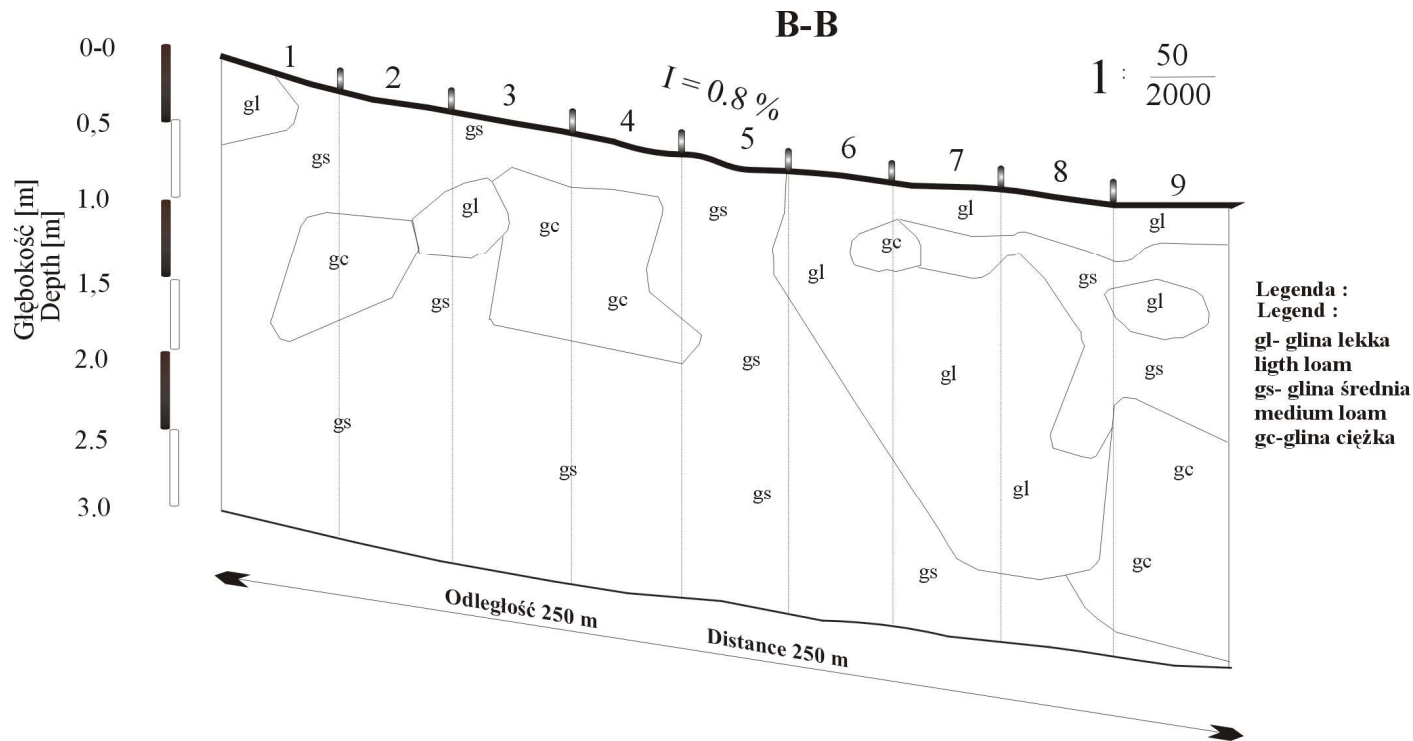 B-B
1 : 50
2000
I = 0.8 %
Głębokość [m]
Depth [m]
0-0
0,5
1.0
1,5
2.0
2.5
3.0
1
2
3
4
5
6
7
8
9
gl
gs
gs
gl
gs
gl
gl
gl
gc
gc
gc
gs
gl
gs
gl
gs
gc
gs
gl
gs
gs
gc
gs
gs
gl
gc
gs
Odległość 250 m
Distance 250 m
Legenda :
Legend :
gl- glina lekka
ligth loam
gs- glina średnia
medium loam
gc-glina ciężka